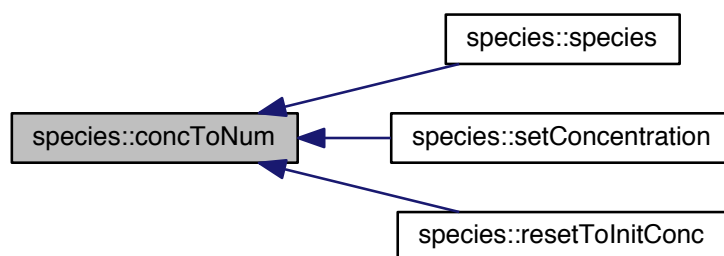 species::species
species::concToNum
species::setConcentration
species::resetToInitConc